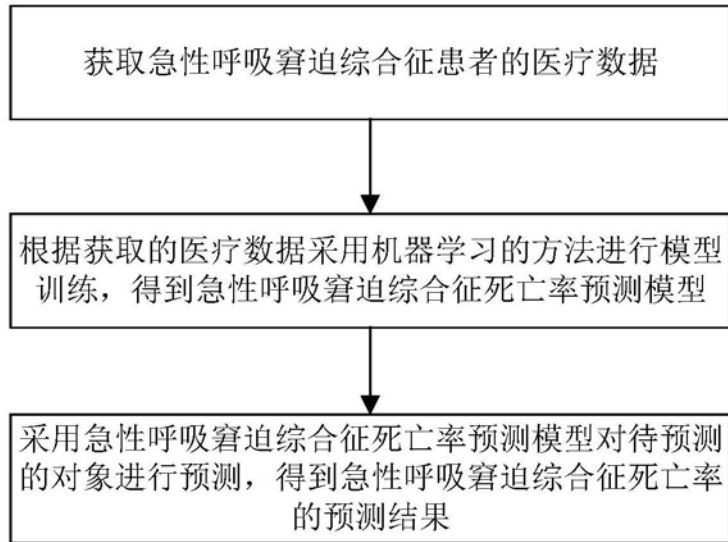 获取急性呼吸窘迫综合征患者的医疗数据
根据获取的医疗数据采用机器学习的方法进行模型
训练，得到急性呼吸窘迫综合征死亡率预测模型
采用急性呼吸窘迫综合征死亡率预测模型对待预测
的对象进行预测，得到急性呼吸窘迫综合征死亡率
的预测结果